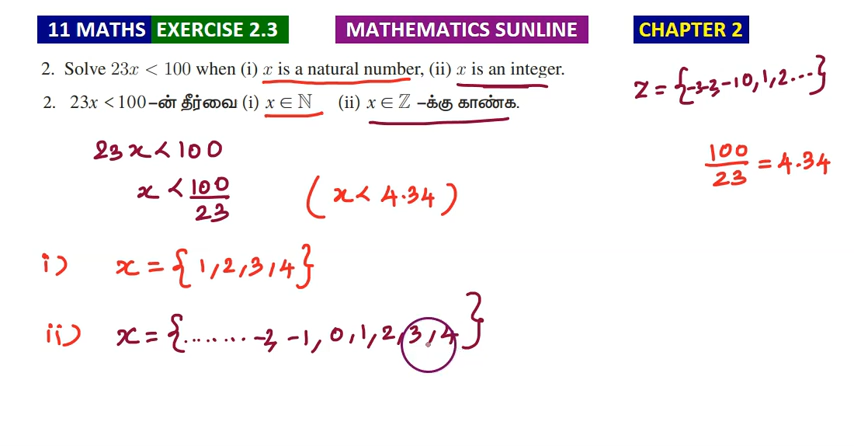 11 MATHS EXERCISE 2.3 MATHEMATICS SUNLINE CHAPTER 2
2. Solve 23x < 100 when (i) x is a natural number, (ii) x is an integer.
2. 23x <100–ன் தீர்வை (i) x ∈ ℕ (ii) x ∈ ℤ –க்கு காண்க.
Z = {-3-2, -1 0, 1, 2 ...}
23x < 100
100/23 = 4.34
x < 100/23 (x < 4.34)
i) x = {1, 2, 3, 4}
ii) x = {........ -2, -1, 0, 1, 2, 3, 4}